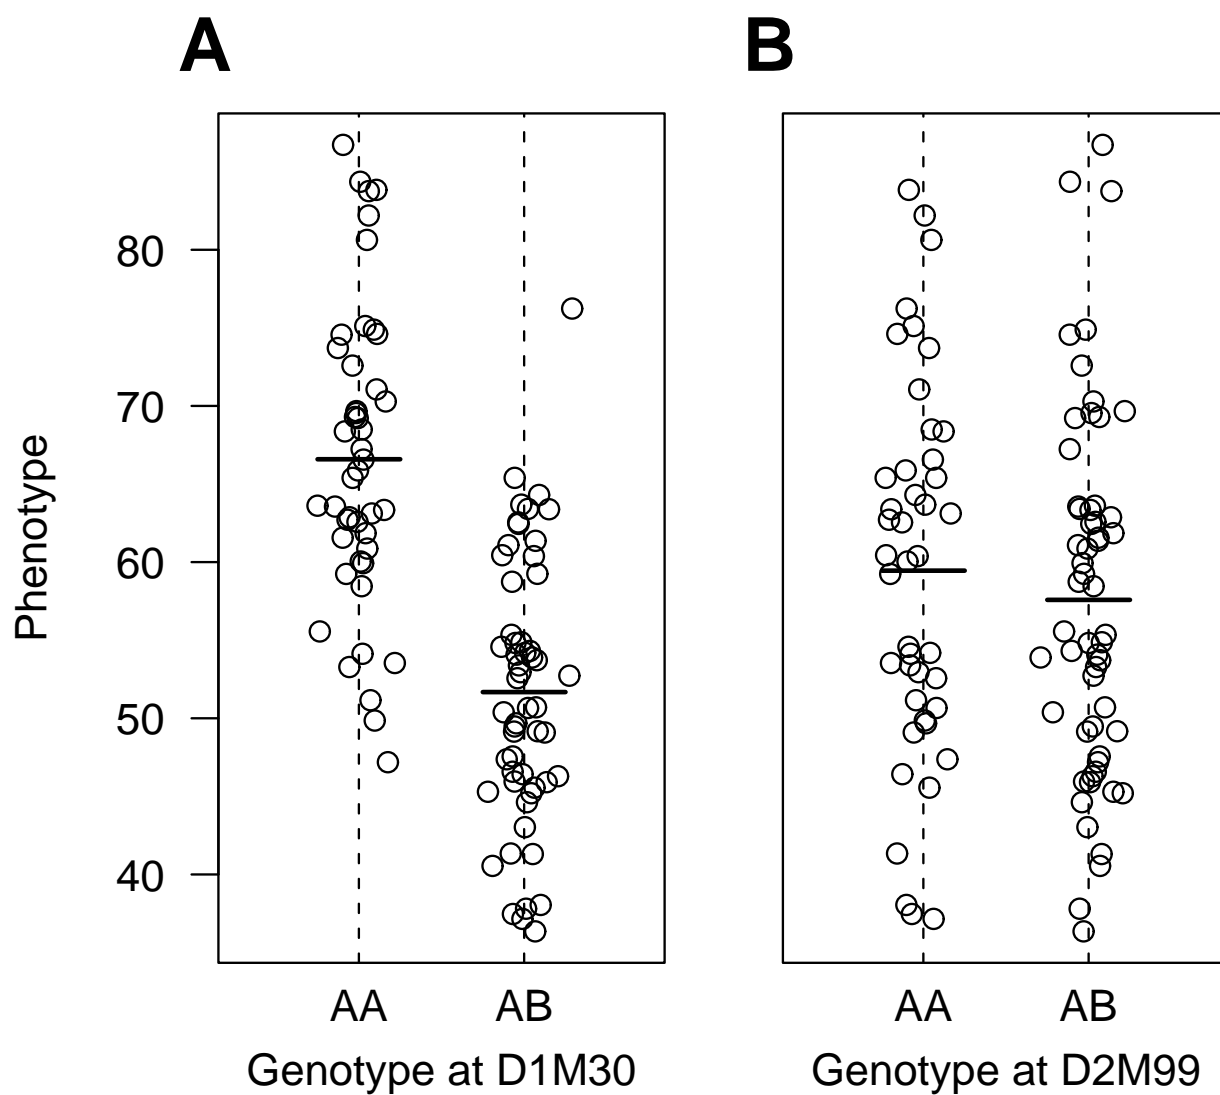 A
B
Phenotype
80
70
60
50
40
AA
AB
AA
AB
Genotype at D1M30
Genotype at D2M99